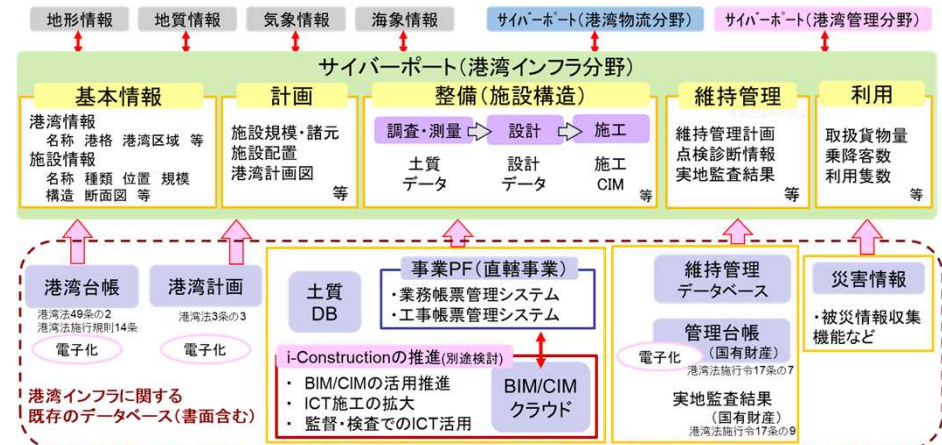 地形情報
地質情報
気象情報
海象情報
サイバーポート(港湾物流分野)
サイバーポート(港湾管理分野)
サイバーポート(港湾インフラ分野)
基本情報
港湾情報
名称 港格 港湾区域 等
施設情報
名称 種類 位置 規模
構造 断面図 等
計画
施設規模・諸元
施設配置
港湾計画図
等
整備(施設構造)
調査・測量
設計
施工
土質
データ
設計
データ
施工
CIM
等
維持管理
維持管理計画
点検診断情報
実地監査結果
等
利用
取扱貨物量
乗降客数
利用隻数
等
港湾台帳
港湾法49条の2
港湾法施行規則14条
電子化
港湾計画
港湾法3条の3
電子化
港湾インフラに関する
既存のデータベース(書面含む)
土質
DB
事業PF(直轄事業)
・業務帳票管理システム
・工事帳票管理システム
i-Constructionの推進(別途検討)
・ BIM/CIMの活用推進
・ ICT施工の拡大
・ 監督・検査でのICT活用
BIM/CIM
クラウド
維持管理
データベース
管理台帳
(国有財産)
電子化
港湾法施行令17条の7
実地監査結果
(国有財産)
港湾法施行令17条の9
災害情報
・被災情報収集
機能など